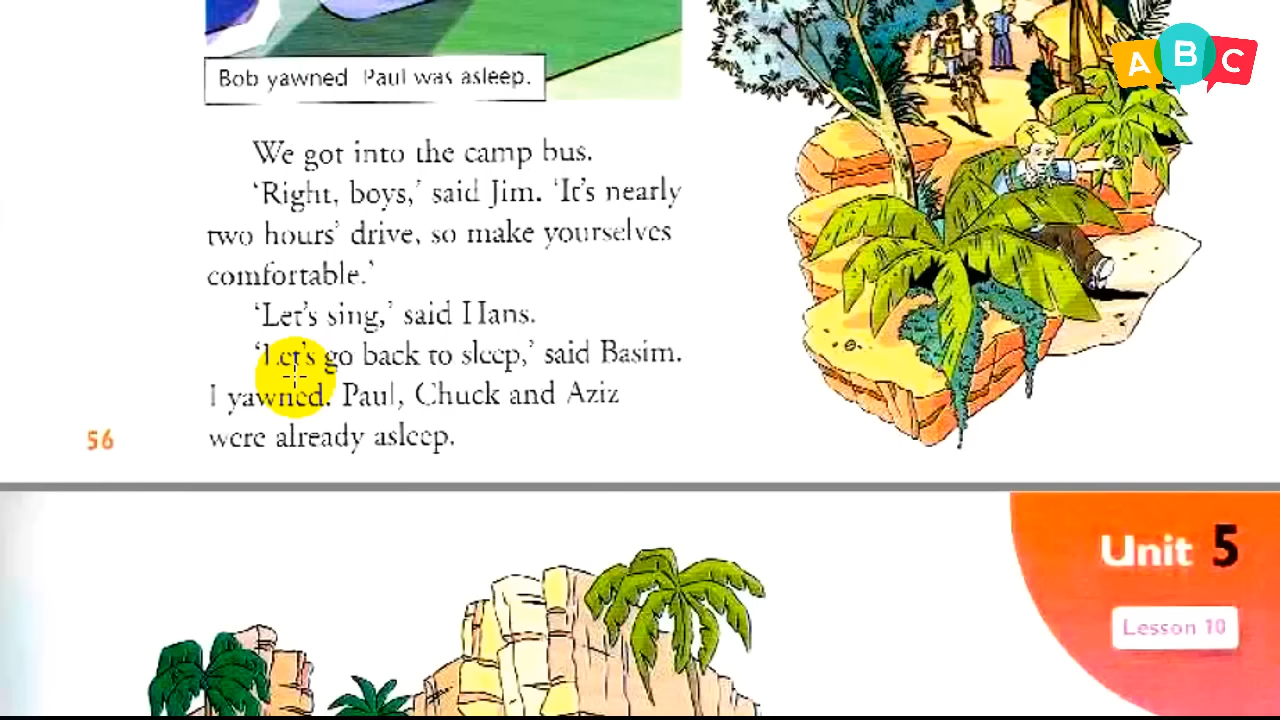 A B C
Bob yawned Paul was asleep.
We got into the camp bus.
‘Right, boys,’ said Jim. ‘It’s nearly
two hours’ drive, so make yourselves
comfortable.’
‘Let’s sing,’ said Hans.
‘Let’s go back to sleep,’ said Basim.
I yawned. Paul, Chuck and Aziz
were already asleep.
56
Unit 5
Lesson 10